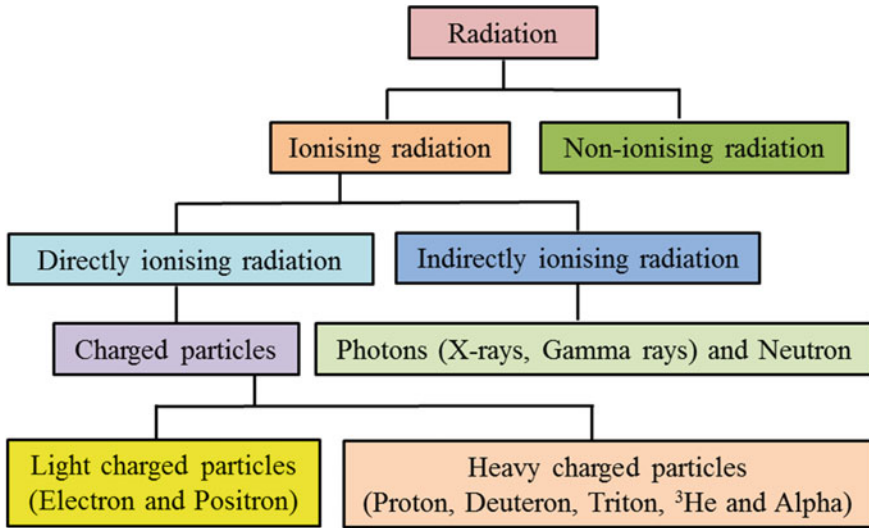 Radiation
Ionising radiation
Non-ionising radiation
Directly ionising radiation
Indirectly ionising radiation
Charged particles
Photons (X-rays, Gamma rays) and Neutron
Light charged particles
(Electron and Positron)
Heavy charged particles
(Proton, Deuteron, Triton, ³He and Alpha)